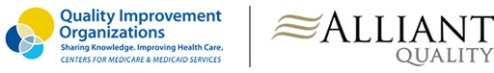 Quality Improvement
Organizations
Sharing Knowledge. Improving Health Care.
CENTERS FOR MEDICARE & MEDICAID SERVICES
ALLIANT
QUALITY